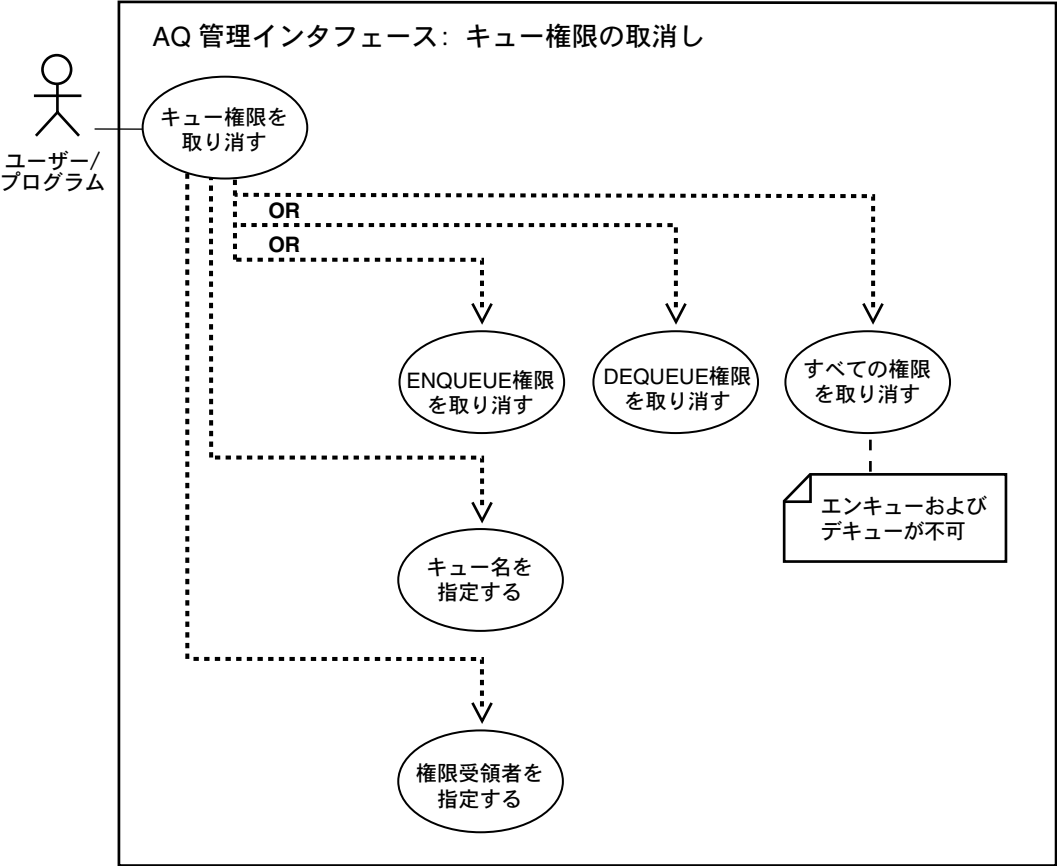 AQ 管理インタフェース: キュー権限の取消し
キュー権限を
取り消す
ユーザー/
プログラム
OR
OR
ENQUEUE権限
を取り消す
DEQUEUE権限
を取り消す
すべての権限
を取り消す
エンキューおよび
デキューが不可
キュー名を
指定する
権限受領者を
指定する